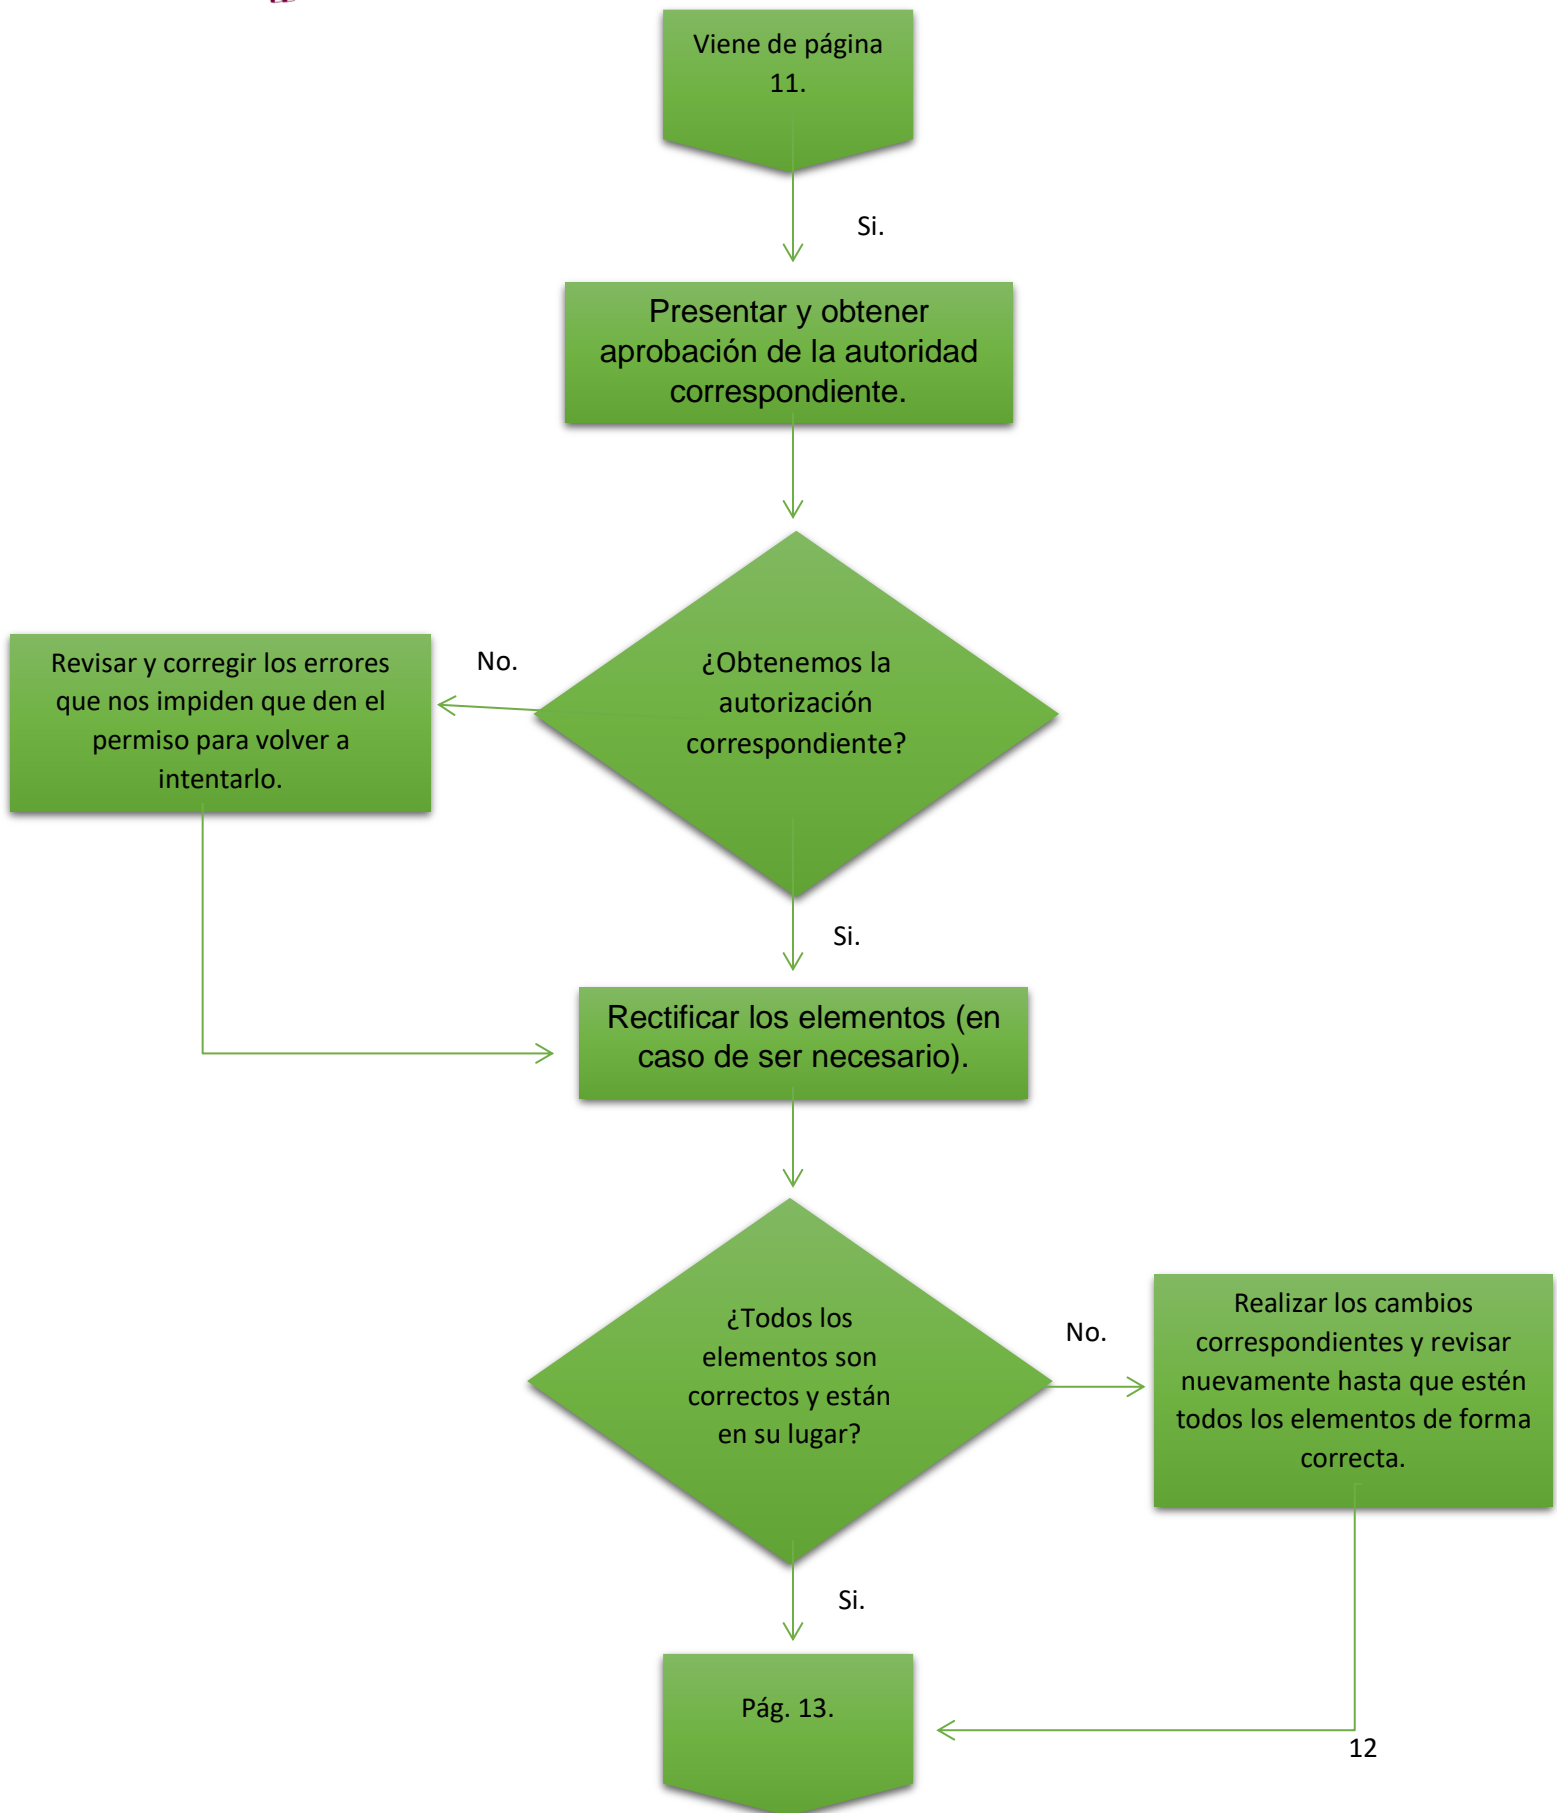 Viene de página
11.
Si.
Presentar y obtener
aprobación de la autoridad
correspondiente.
Revisar y corregir los errores
que nos impiden que den el
permiso para volver a
intentarlo.
No.
¿Obtenemos la
autorización
correspondiente?
Si.
Rectificar los elementos (en
caso de ser necesario).
¿Todos los
elementos son
correctos y están
en su lugar?
No.
Realizar los cambios
correspondientes y revisar
nuevamente hasta que estén
todos los elementos de forma
correcta.
Si.
Pág. 13.
12